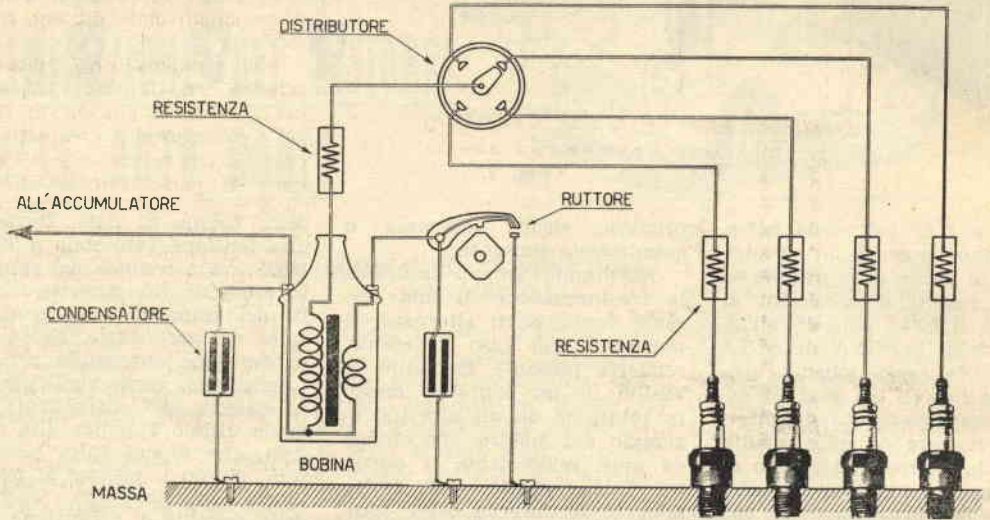 DISTRIBUTORE
RESISTENZA
ALL'ACCUMULATORE
RUTTORE
CONDENSATORE
RESISTENZA
BOBINA
MASSA